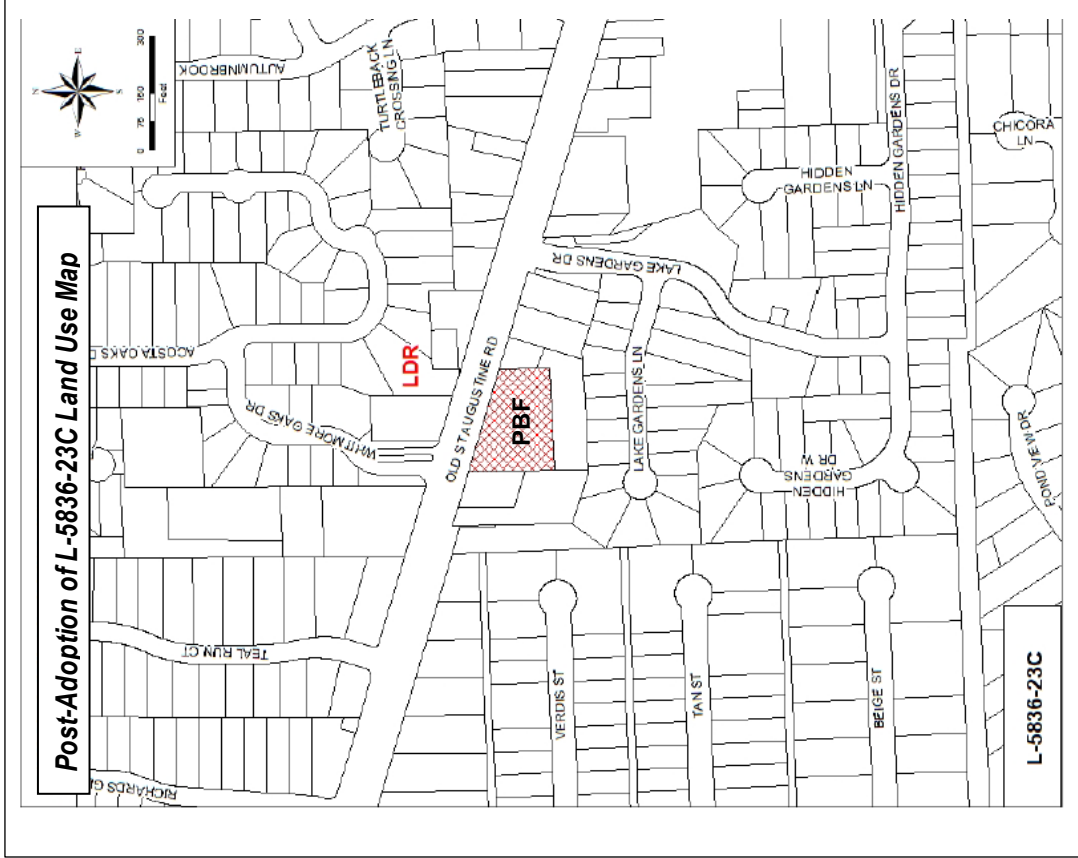 Post-Adoption of L-5836-23C Land Use Map
N
E
S
W
0 75 150 300
Feet
AUTUMNBROOK
TURTLEBACK
CROSSING LN
ACOSTA OAKS D
WHITMORE OAKS DR
LDR
OLD ST AUGUSTINE RD
PBF
TEAL RUN CT
RICHARDS G
LAKE GARDENS DR
LAKE GARDENS LN
HIDDEN
GARDENS LN
HIDDEN GARDENS DR
CHICORA
LN
HIDDEN
GARDENS
DR W
POND VIEW DR
VERDIS ST
TAN ST
BEIGE ST
L-5836-23C